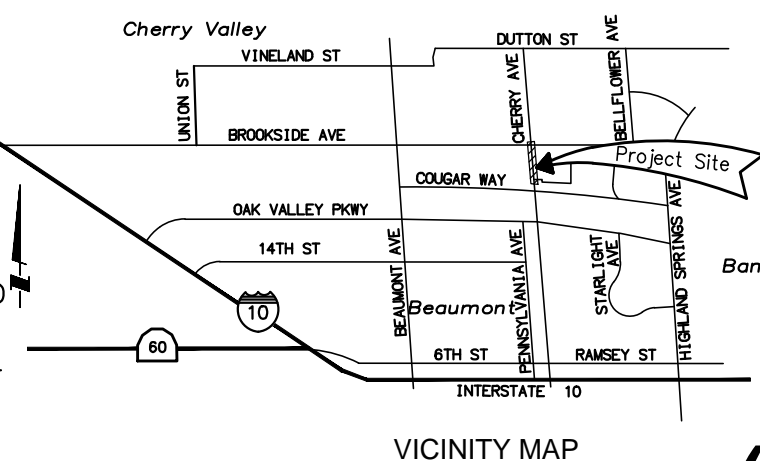 Cherry Valley
DUTTON ST
VINELAND ST
UNION ST
CHERRY AVE
BELLFLOWER AVE
BROOKSIDE AVE
Project Site
COUGAR WAY
OAK VALLEY PKWY
14TH ST
BEAUMONT AVE
PENNSYLVANIA AVE
STARLIGHT
AVE
HIGHLAND SPRINGS AVE
Ban
10
Beaumont
60
6TH ST
RAMSEY ST
INTERSTATE 10
VICINITY MAP